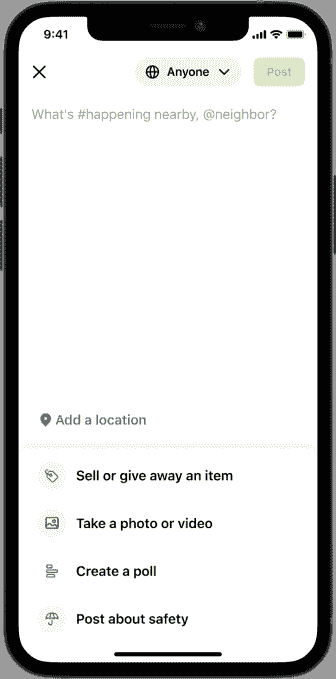 9:41
Anyone
Post
What's #happening nearby, @neighbor?
Add a location
Sell or give away an item
Take a photo or video
Create a poll
Post about safety